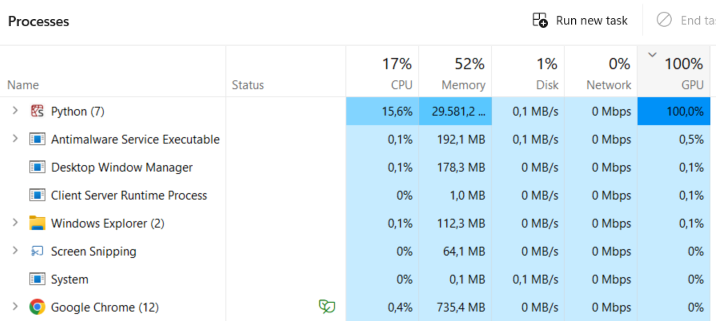 Processes Run new task End ta
17% 52% 1% 0% 100%
Name Status CPU Memory Disk Network GPU
Python (7) 15,6% 29.581,2 ... 0,1 MB/s 0 Mbps 100,0%
Antimalware Service Executable 0,1% 192,1 MB 0,1 MB/s 0 Mbps 0,5%
Desktop Window Manager 0,1% 178,3 MB 0 MB/s 0 Mbps 0,1%
Client Server Runtime Process 0% 1,0 MB 0 MB/s 0 Mbps 0,1%
Windows Explorer (2) 0,1% 112,3 MB 0 MB/s 0 Mbps 0,1%
Screen Snipping 0% 64,1 MB 0 MB/s 0 Mbps 0%
System 0% 0,1 MB 0,1 MB/s 0 Mbps 0%
Google Chrome (12) 0,4% 735,4 MB 0 MB/s 0 Mbps 0%